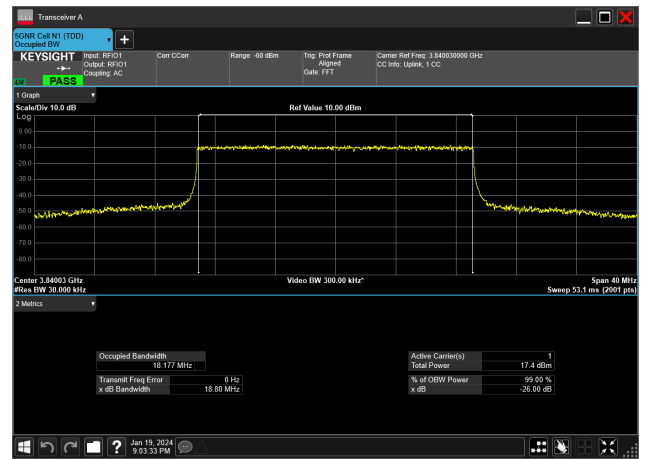 Transceiver A
5GNR Cell N1 (TDD)
Occupied BW
KEYSIGHT
LW PASS
Input: RFIO1
Output: RFIO1
Coupling: AC
Corr CCorr
Range: -60 dBm
Trig: Prot Frame
Aligned
Gate: FFT
Carrier Ref Freq: 3.840030000 GHz
CC Info: Uplink, 1 CC
1 Graph
Scale/Div 10.0 dB
Ref Value 10.00 dBm
Log
0.00
-10.0
-20.0
-30.0
-40.0
-50.0
-60.0
-70.0
-80.0
Center 3.84003 GHz
#Res BW 30.000 kHz
Video BW 300.00 kHz*
Span 40 MHz
Sweep 53.1 ms (2001 pts)
2 Metrics
Occupied Bandwidth
18.177 MHz
Active Carrier(s) 1
Total Power 17.4 dBm
Transmit Freq Error 0 Hz
x dB Bandwidth 18.80 MHz
% of OBW Power 99.00 %
x dB -26.00 dB
?
Jan 19, 2024
9:03:33 PM